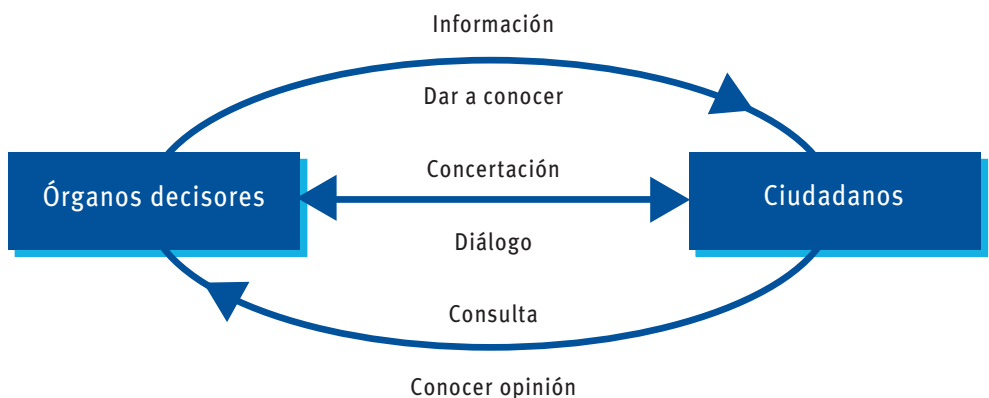 Información
Dar a conocer
Concertación
Órganos decisores
Ciudadanos
Diálogo
Consulta
Conocer opinión